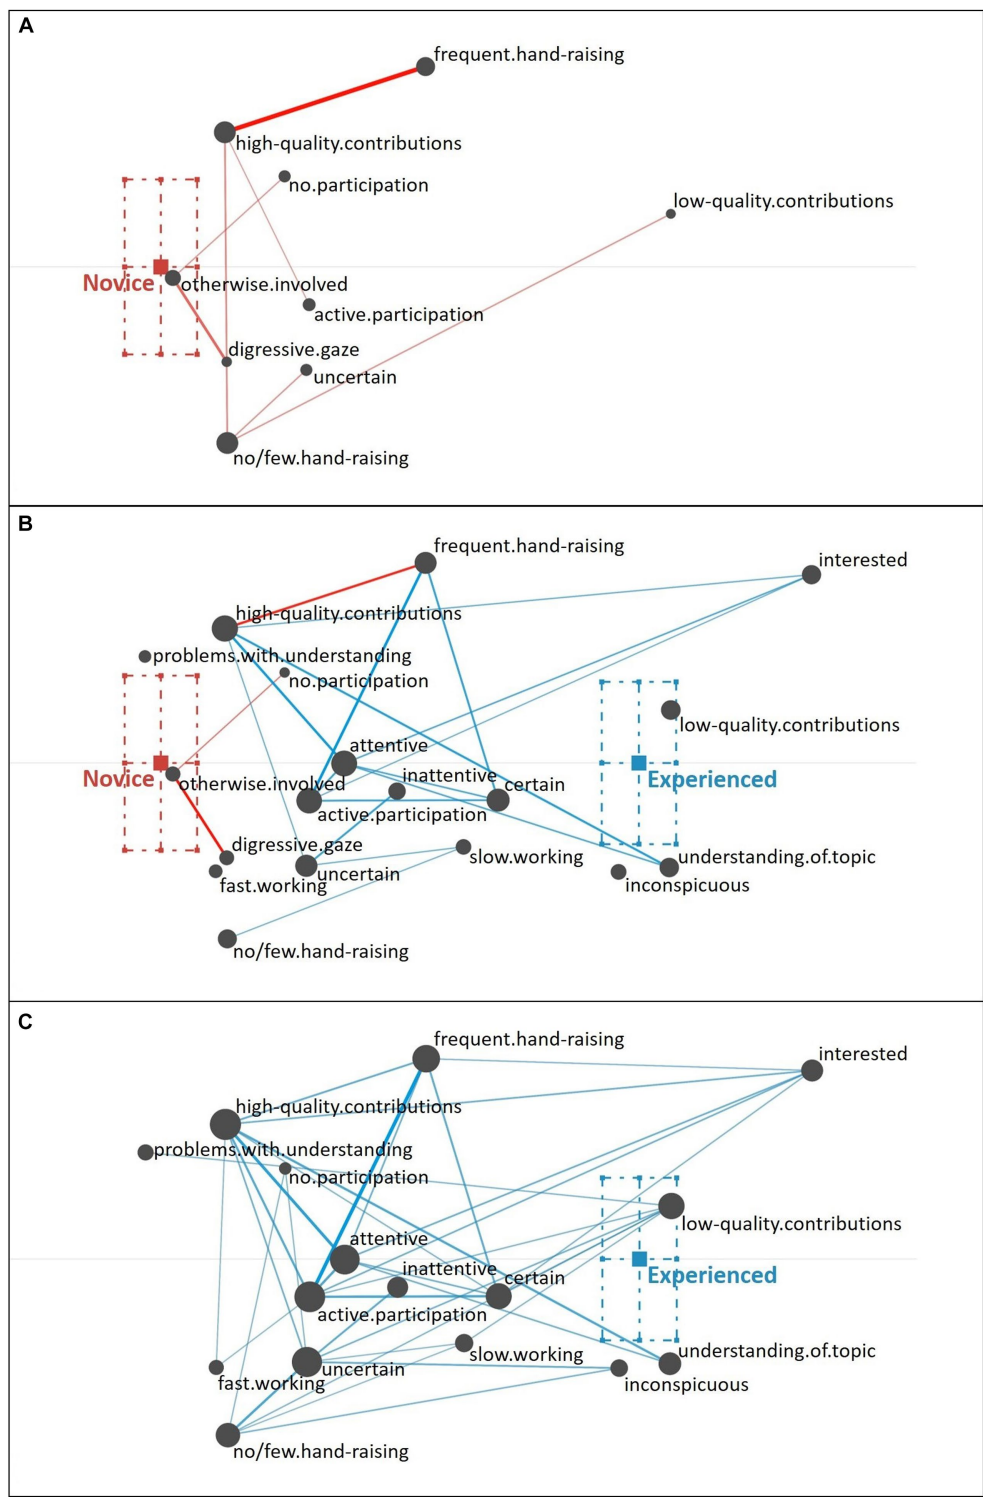 A
frequent.hand-raising
high-quality.contributions
no.participation
low-quality.contributions
Novice
otherwise.involved
active.participation
digressive.gaze
uncertain
no/few.hand-raising
B
frequent.hand-raising
interested
high-quality.contributions
problems.with.understanding
no.participation
low-quality.contributions
attentive
Novice
otherwise.involved
inattentive
certain
Experienced
active.participation
digressive.gaze
slow.working
understanding.of.topic
fast.working
uncertain
inconspicuous
no/few.hand-raising
C
frequent.hand-raising
interested
high-quality.contributions
problems.with.understanding
no.participation
low-quality.contributions
attentive
inattentive
certain
Experienced
active.participation
slow.working
understanding.of.topic
fast.working
uncertain
inconspicuous
no/few.hand-raising